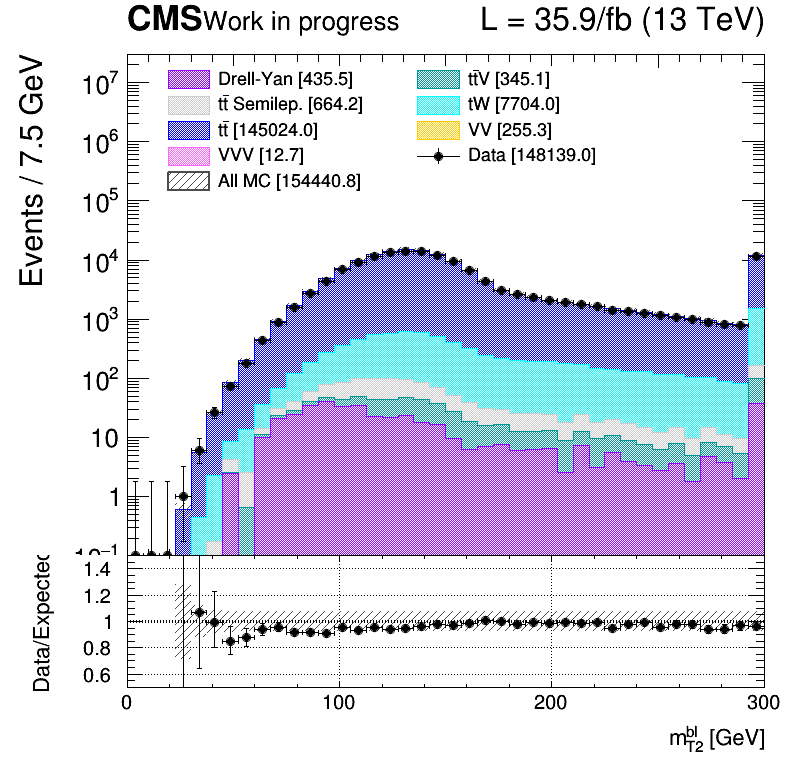 CMS Work in progress L = 35.9/fb (13 TeV)
Drell-Yan [435.5] tt̄V [345.1]
tt̄ Semilep. [664.2] tW [7704.0]
tt̄ [145024.0] VV [255.3]
VVV [12.7] Data [148139.0]
All MC [154440.8]
Events / 7.5 GeV
10⁷
10⁶
10⁵
10⁴
10³
10²
10
1
10⁻¹
Data/Expected
1.4
1.2
1
0.8
0.6
0 100 200 300
m_{T2}^{bl} [GeV]